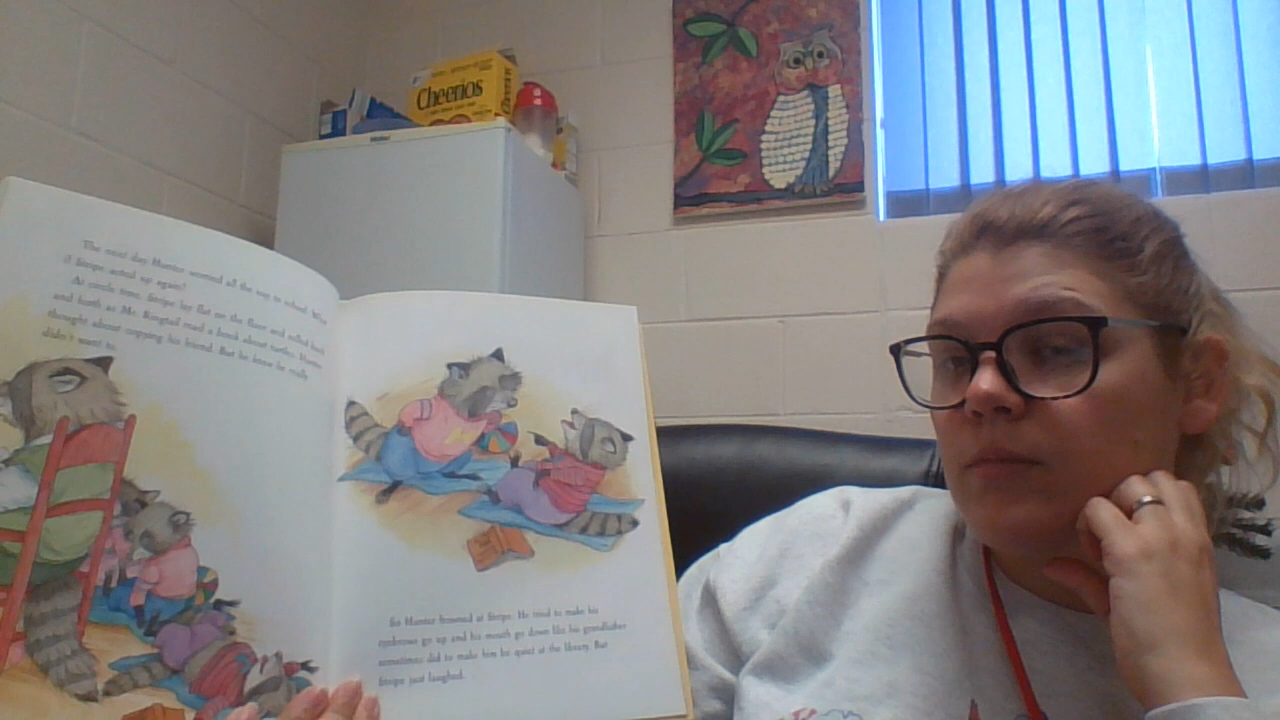 Cheerios
The next day, Hunter worried all the way to school. What
if Stripe acted up again?
At circle time, Stripe lay flat on the floor and rolled back
and forth as Mr. Ringtail read a book about turtles. Hunter
thought about copying his friend. But he knew he really
didn't want to.
So Hunter frowned at Stripe. He tried to make his
eyebrows go up and his mouth go down like his grandfather
sometimes did to make him be quiet at the library. But
Stripe just laughed.